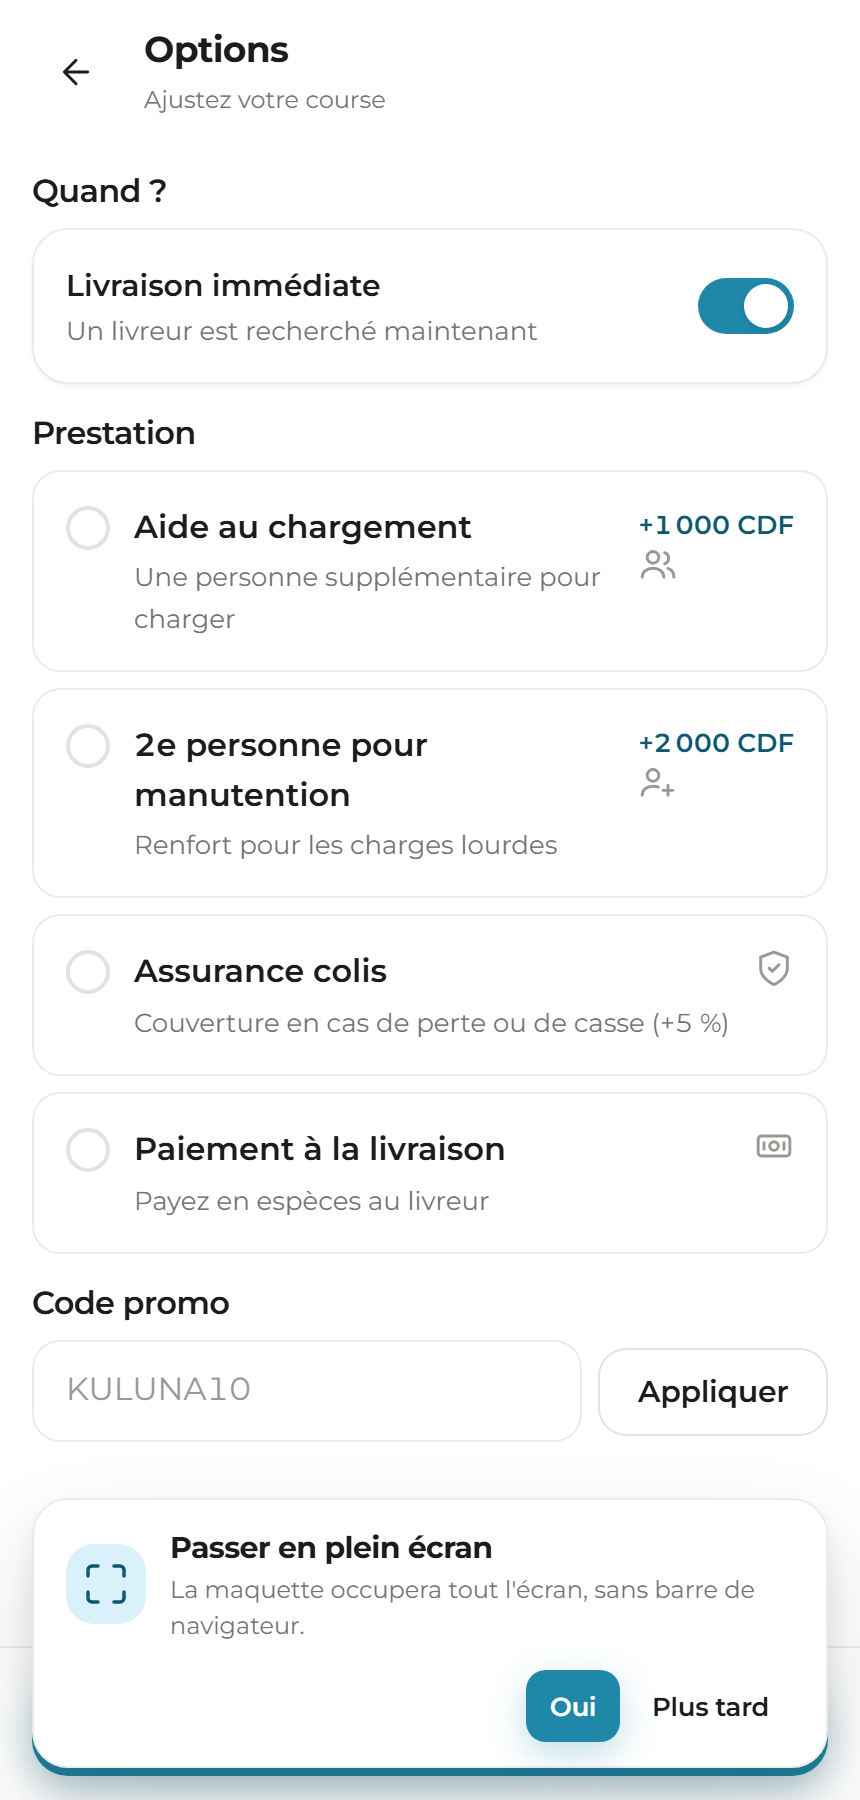 Options
Ajustez votre course
Quand ?
Livraison immédiate
Un livreur est recherché maintenant
Prestation
Aide au chargement
+1 000 CDF
Une personne supplémentaire pour
charger
2e personne pour
manutention
+2 000 CDF
Renfort pour les charges lourdes
Assurance colis
Couverture en cas de perte ou de casse (+5 %)
Paiement à la livraison
Payez en espèces au livreur
Code promo
KULUNA10
Appliquer
Passer en plein écran
La maquette occupera tout l'écran, sans barre de
navigateur.
Oui
Plus tard